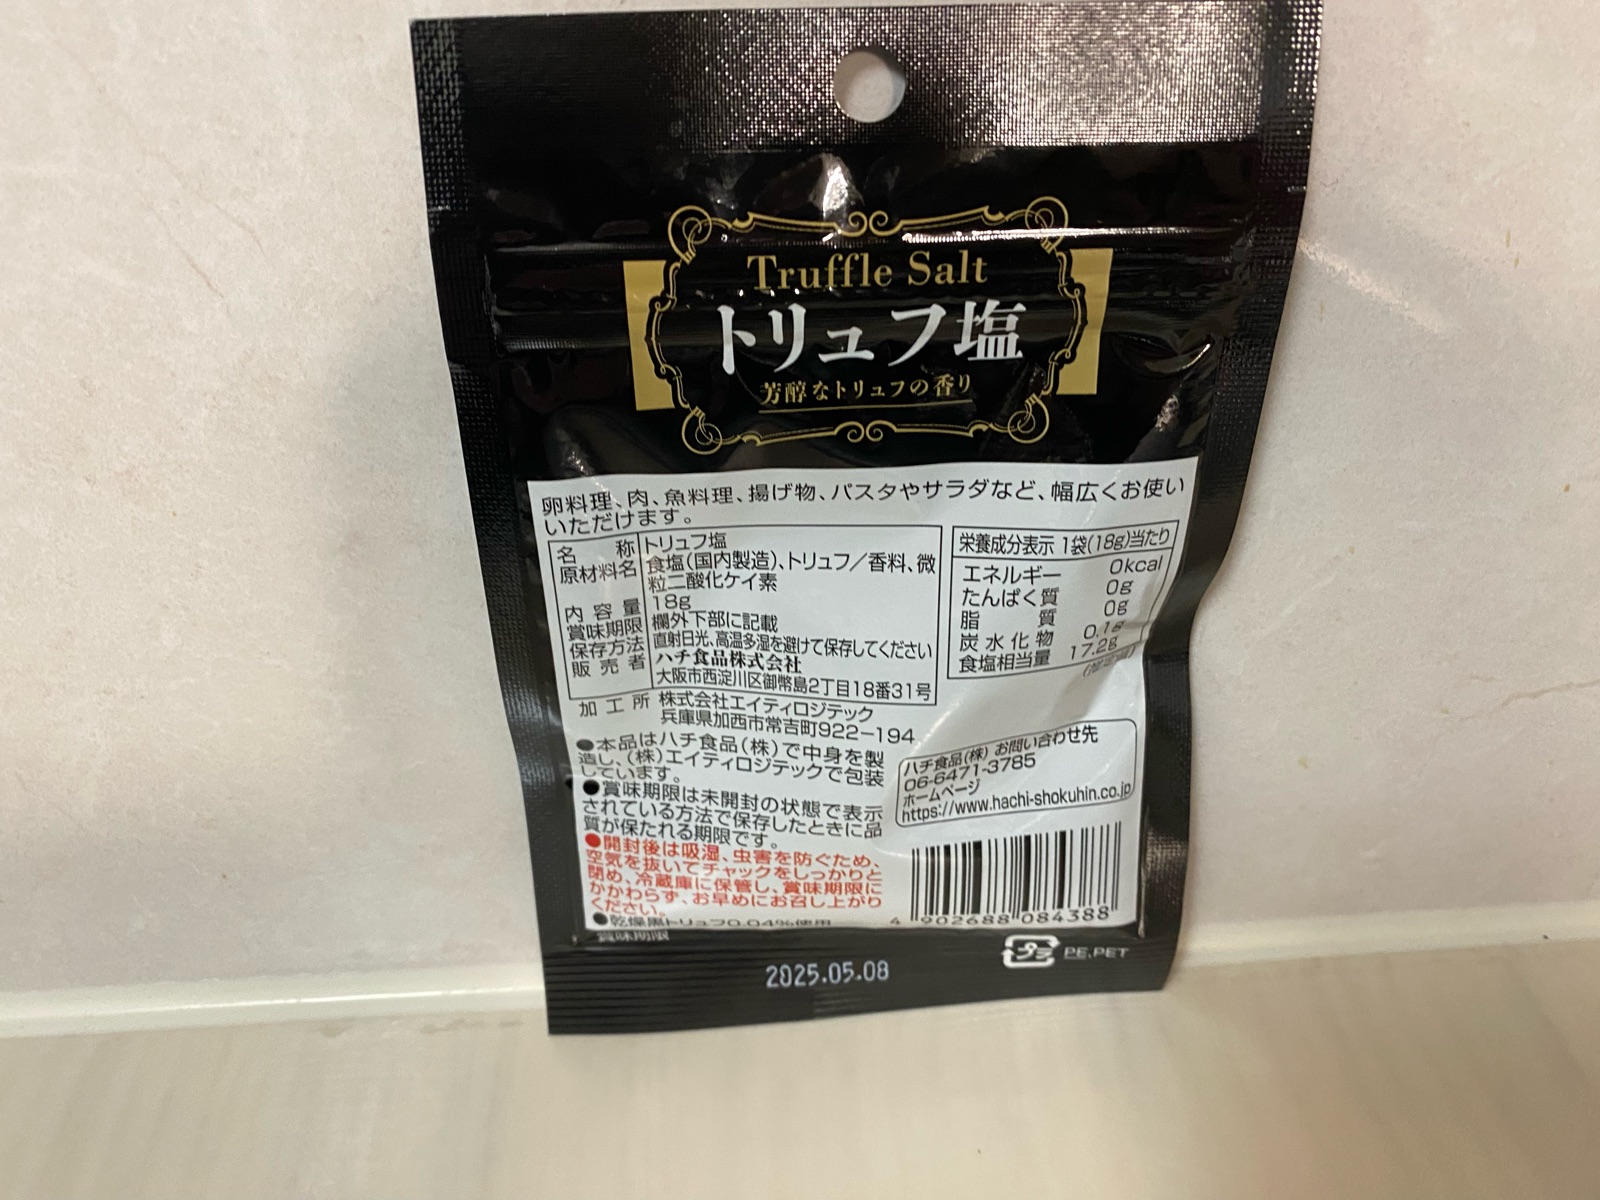 Truffle Salt
トリュフ塩
芳醇なトリュフの香り
卵料理、肉、魚料理、揚げ物、パスタやサラダなど、幅広くお使い
いただけます。
名称 トリュフ塩
原材料名 食塩(国内製造)、トリュフ／香料、微
粒二酸化ケイ素
内容量 18g
賞味期限 欄外下部に記載
保存方法 直射日光、高温多湿を避けて保存してください
販売者 ハチ食品株式会社
大阪市西淀川区御幣島2丁目18番31号
加工所 株式会社エイティロジテック
兵庫県加西市常吉町922−194
栄養成分表示 1袋(18g)当たり
エネルギー 0kcal
たんぱく質 0g
脂質 0g
炭水化物 0.1g
食塩相当量 17.2g
(推定値)
●本品はハチ食品(株)で中身を製
造し、(株)エイティロジテックで包装
しています。
●賞味期限は未開封の状態で表示
されている方法で保存したときに品
質が保たれる期限です。
●開封後は吸湿、虫害を防ぐため、
空気を抜いてチャックをしっかりと
閉め、冷蔵庫に保管し、賞味期限に
かかわらず、お早めにお召し上がり
ください。
●乾燥黒トリュフ0.04%使用
ハチ食品(株) お問い合わせ先
06-6471-3785
ホームページ
https://www.hachi-shokuhin.co.jp
4 902688 084388
賞味期限
2025.05.08
プラ PE,PET